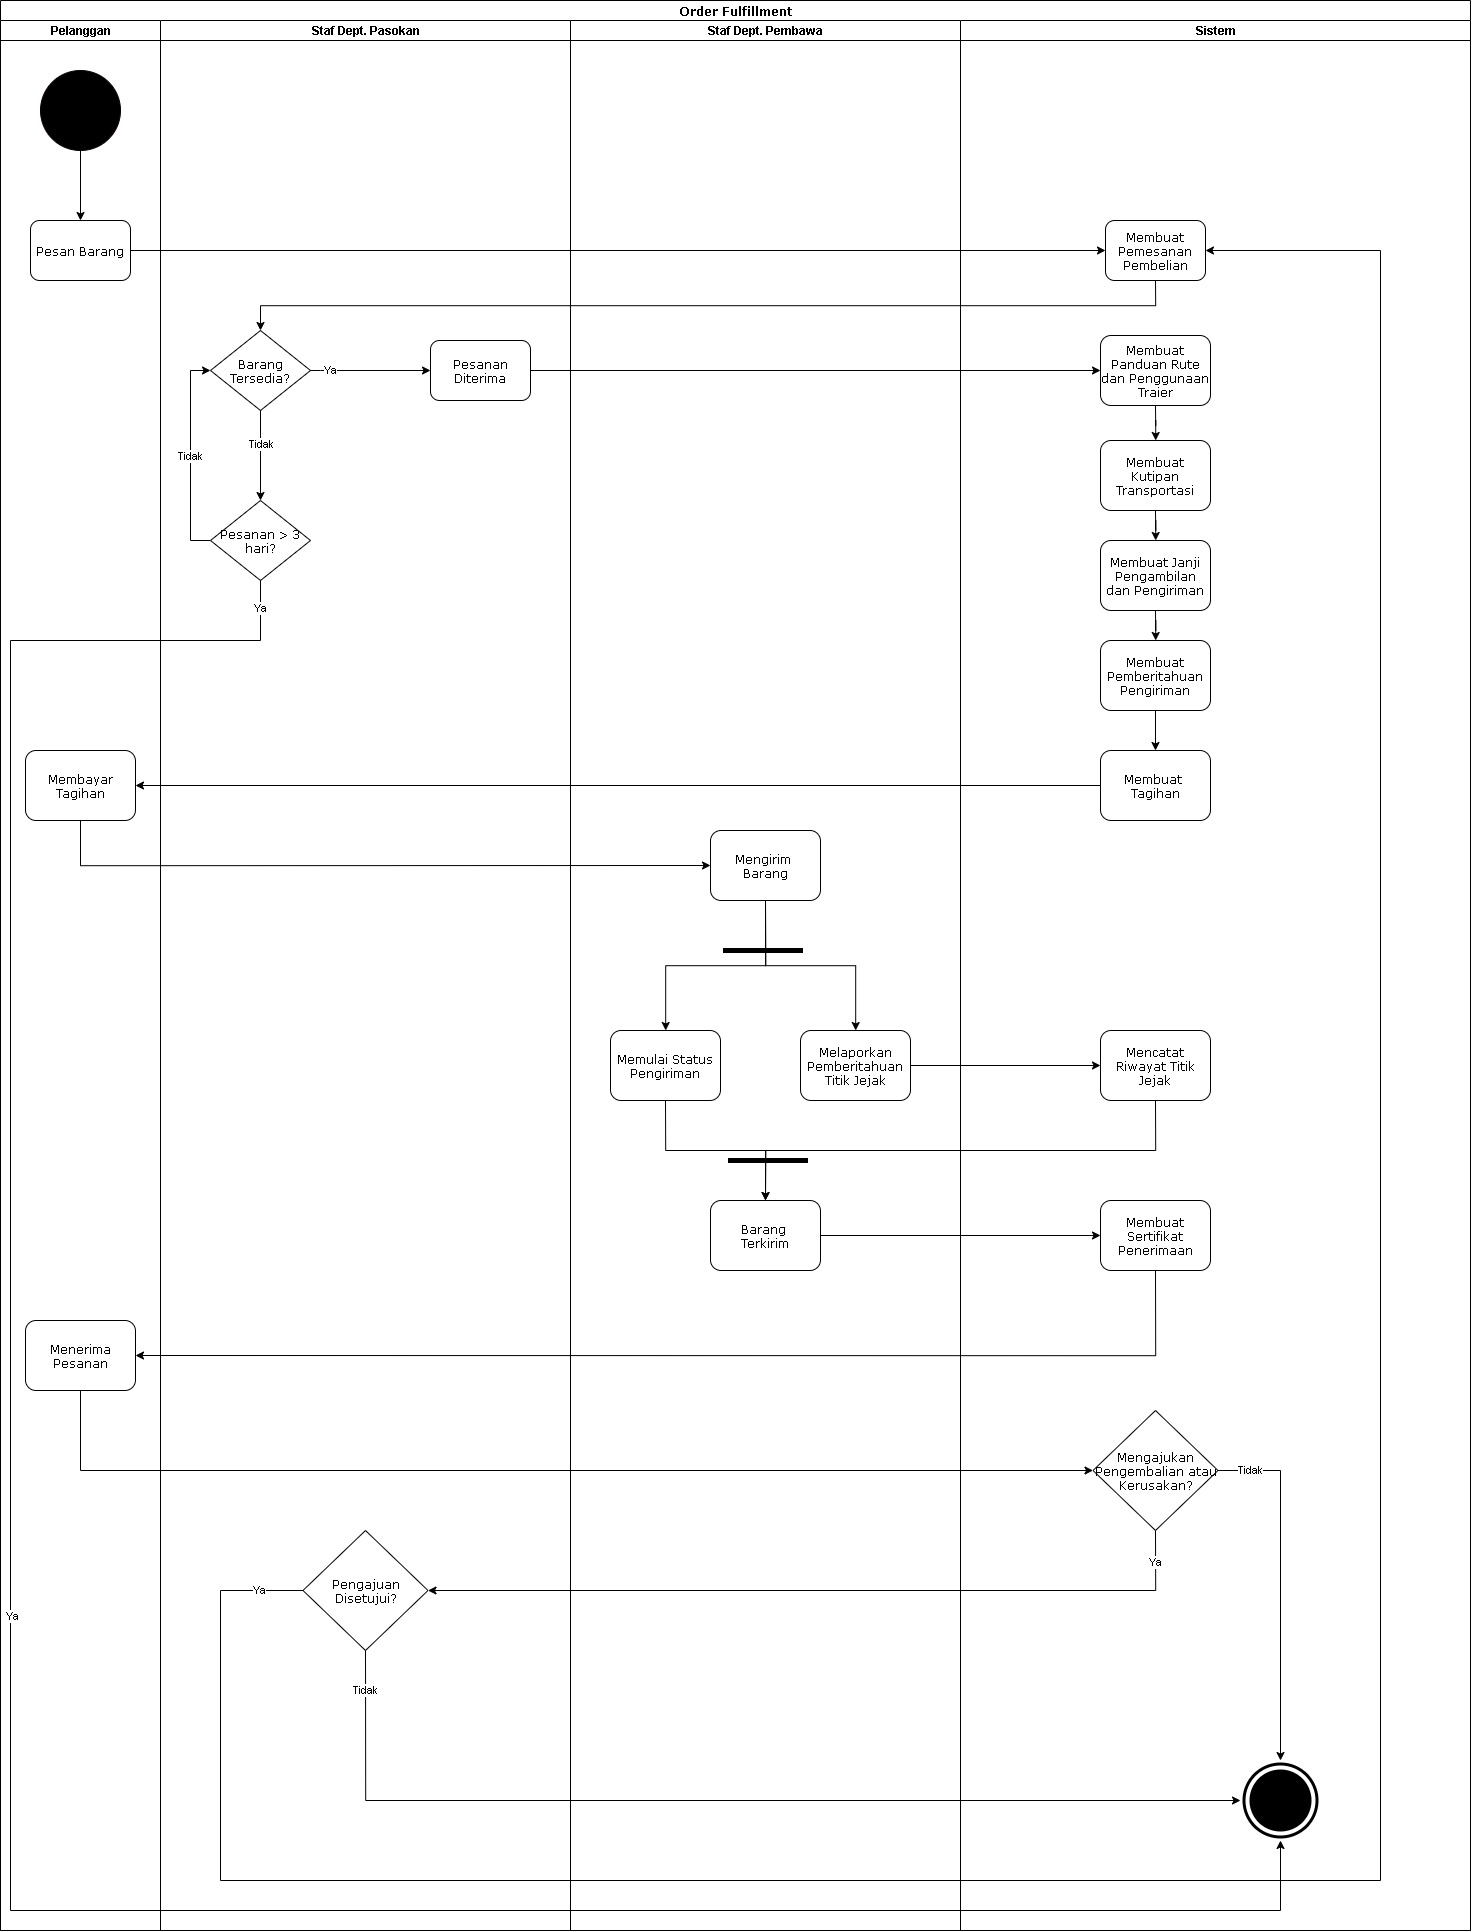 Order Fulfillment
Pelanggan
Staf Dept. Pasokan
Staf Dept. Pembawa
Sistem
Pesan Barang
Membuat
Pemesanan
Pembelian
Barang
Tersedia?
Ya
Pesanan
Diterima
Membuat
Panduan Rute
dan Penggunaan
Traier
Tidak
Tidak
Membuat
Kutipan
Transportasi
Pesanan > 3
hari?
Membuat Janji
Pengambilan
dan Pengiriman
Ya
Membuat
Pemberitahuan
Pengiriman
Membayar
Tagihan
Membuat
Tagihan
Mengirim
Barang
Memulai Status
Pengiriman
Melaporkan
Pemberitahuan
Titik Jejak
Mencatat
Riwayat Titik
Jejak
Barang
Terkirim
Membuat
Sertifikat
Penerimaan
Menerima
Pesanan
Mengajukan
Pengembalian atau
Kerusakan?
Tidak
Ya
Pengajuan
Disetujui?
Ya
Ya
Tidak